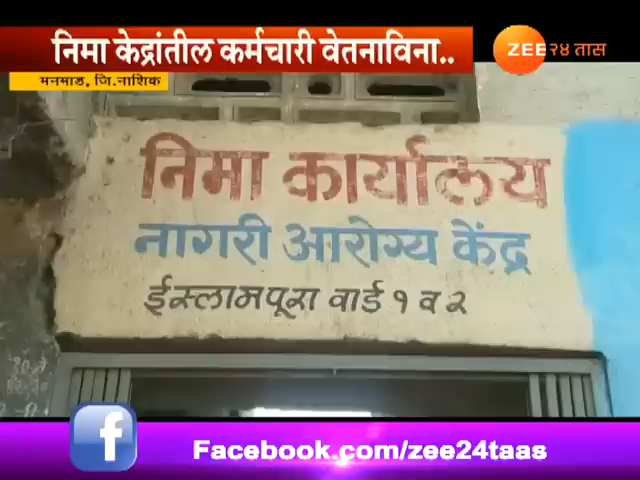 निमा केद्रांतील कर्मचारी वेतनाविना..
ZEE २४ तास
मनमाड, जि.नाशिक
निमा कार्यालय
नागरी आरोग्य केंद्र
ईस्लामपूरा वार्ड १ व २
f Facebook.com/zee24taas